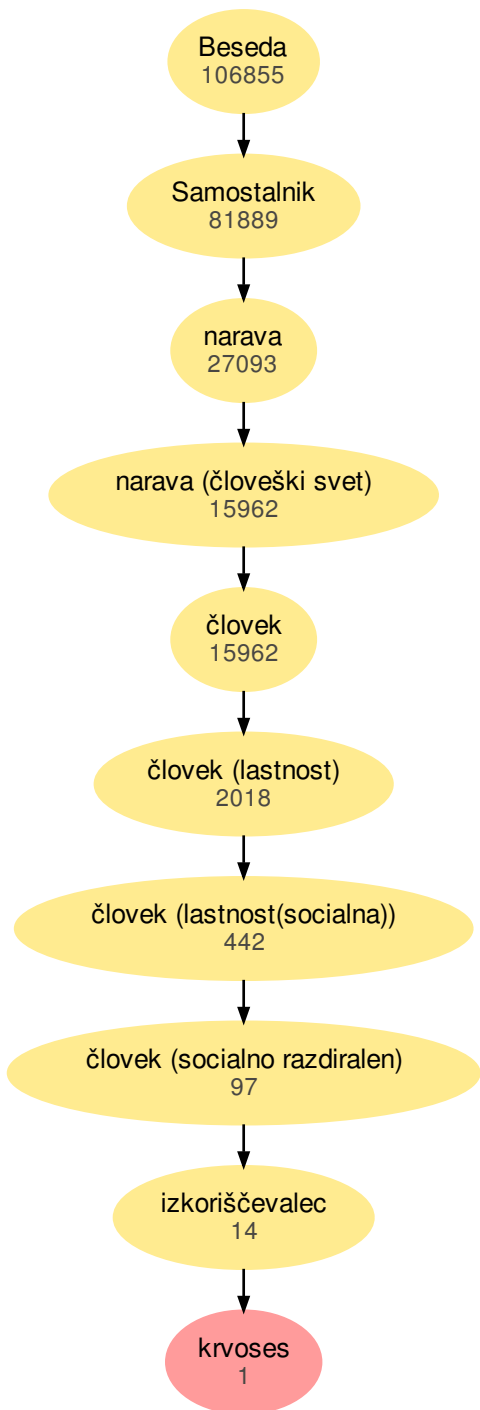 Beseda
106855
Samostalnik
81889
narava
27093
narava (človeški svet)
15962
človek
15962
človek (lastnost)
2018
človek (lastnost(socialna))
442
človek (socialno razdiralen)
97
izkoriščevalec
14
krvoses
1